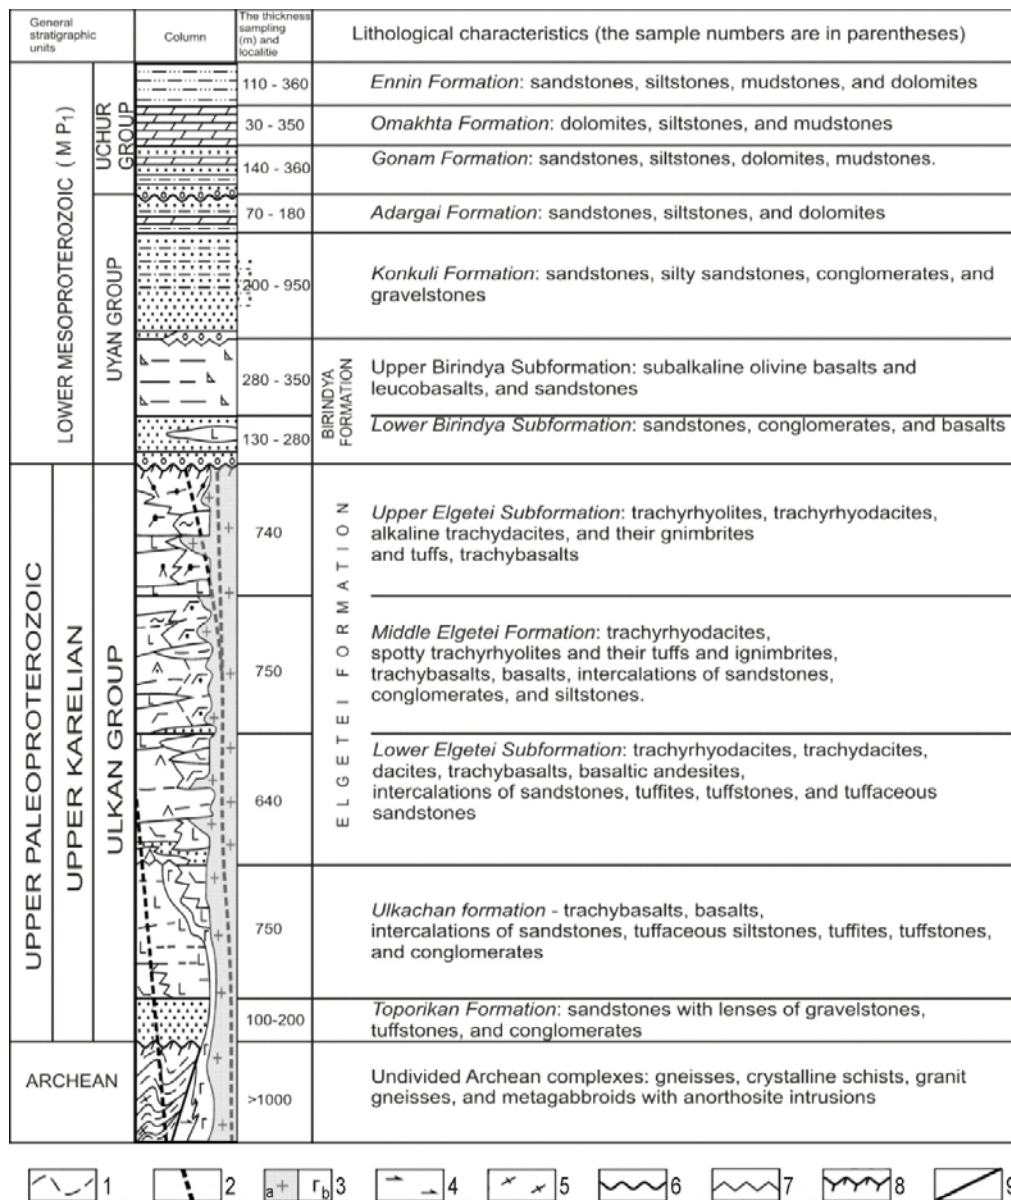 General
stratigraphic
units
Column
The thickness
sampling
(m) and
localitie
Lithological characteristics (the sample numbers are in parentheses)
LOWER MESOPROTEROZOIC (M P1)
UCHUR
GROUP
110 - 360
Ennin Formation: sandstones, siltstones, mudstones, and dolomites
30 - 350
Omakhta Formation: dolomites, siltstones, and mudstones
140 - 360
Gonam Formation: sandstones, siltstones, dolomites, mudstones.
UYAN GROUP
70 - 180
Adargai Formation: sandstones, siltstones, and dolomites
200 - 950
Konkuli Formation: sandstones, silty sandstones, conglomerates, and
gravelstones
BIRINDYA
FORMATION
280 - 350
Upper Birindya Subformation: subalkaline olivine basalts and
leucobasalts, and sandstones
130 - 280
Lower Birindya Subformation: sandstones, conglomerates, and basalts
UPPER PALEOPROTEROZOIC
UPPER KARELIAN
ULKAN GROUP
ELGETEI FORMATION
740
Upper Elgetei Subformation: trachyrhyolites, trachyrhyodacites,
alkaline trachydacites, and their gnimbrites
and tuffs, trachybasalts
750
Middle Elgetei Formation: trachyrhyodacites,
spotty trachyrhyolites and their tuffs and ignimbrites,
trachybasalts, basalts, intercalations of sandstones,
conglomerates, and siltstones.
640
Lower Elgetei Subformation: trachyrhyodacites, trachydacites,
dacites, trachybasalts, basaltic andesites,
intercalations of sandstones, tuffites, tuffstones, and tuffaceous
sandstones
750
Ulkachan formation - trachybasalts, basalts,
intercalations of sandstones, tuffaceous siltstones, tuffites, tuffstones,
and conglomerates
100-200
Toporikan Formation: sandstones with lenses of gravelstones,
tuffstones, and conglomerates
ARCHEAN
>1000
Undivided Archean complexes: gneisses, crystalline schists, granit
gneisses, and metagabbroids with anorthosite intrusions
1 2 a b 3 4 5 6 7 8 9